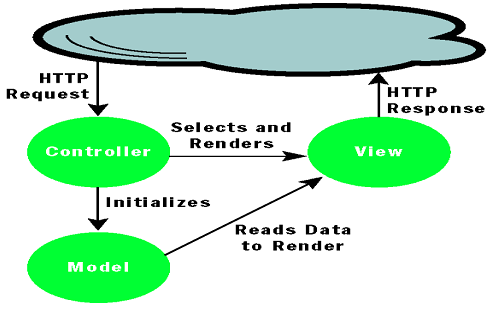 HTTP
Request
HTTP
Response
Selects and
Renders
Controller
View
Initializes
Reads Data
to Render
Model